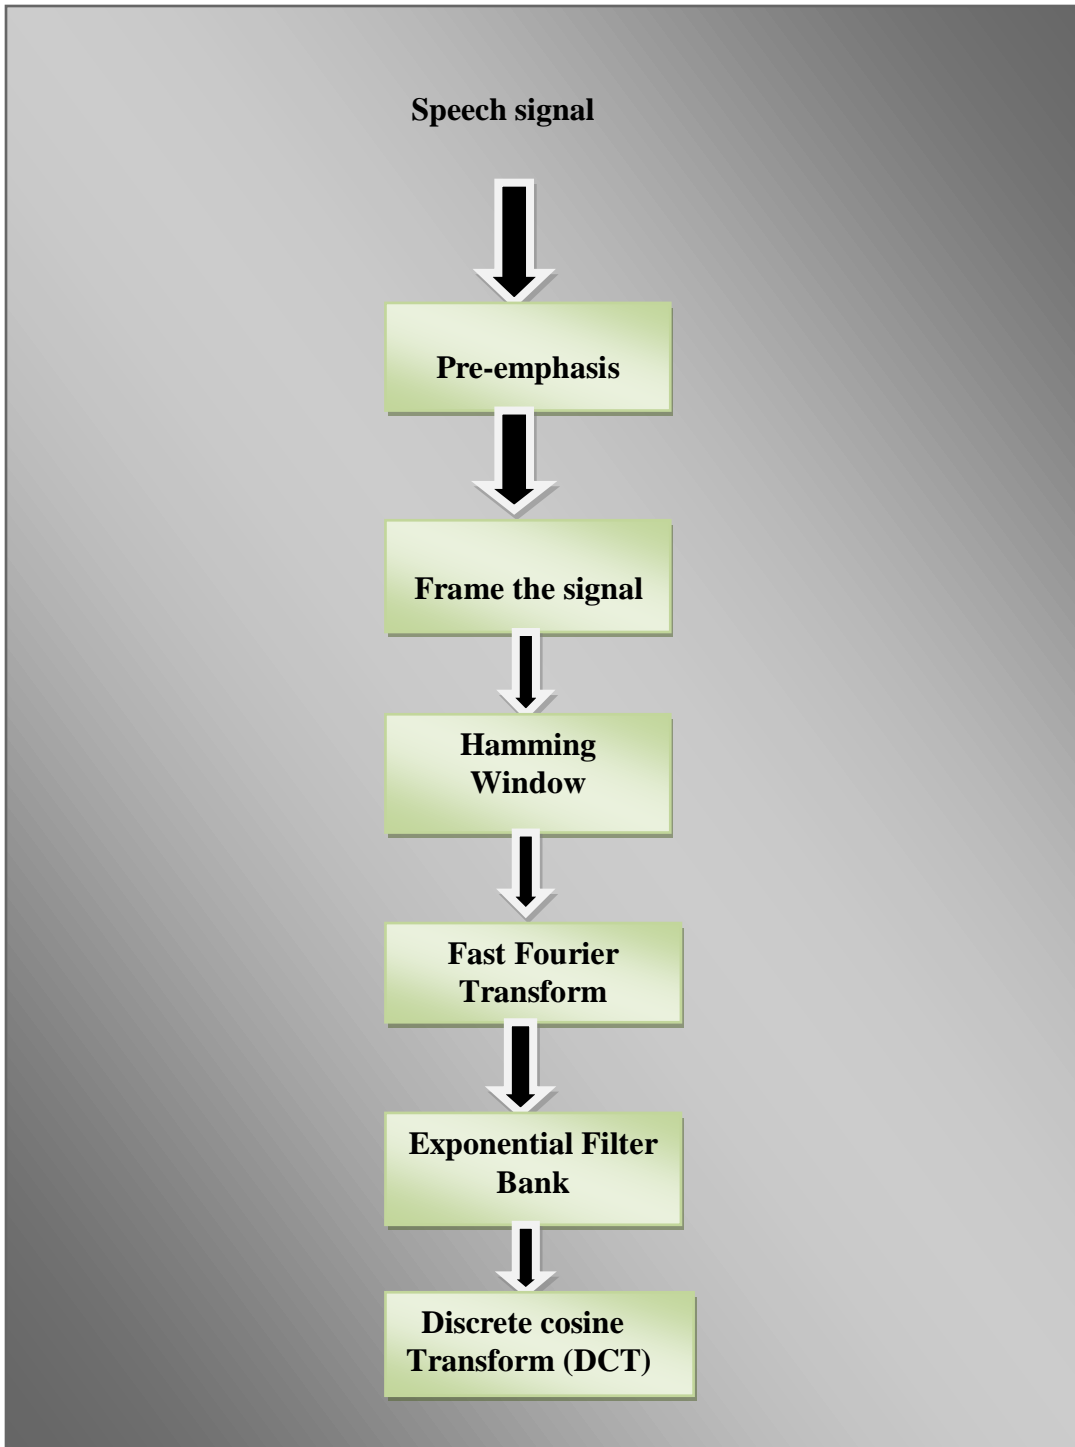 Speech signal
Pre-emphasis
Frame the signal
Hamming
Window
Fast Fourier
Transform
Exponential Filter
Bank
Discrete cosine
Transform (DCT)